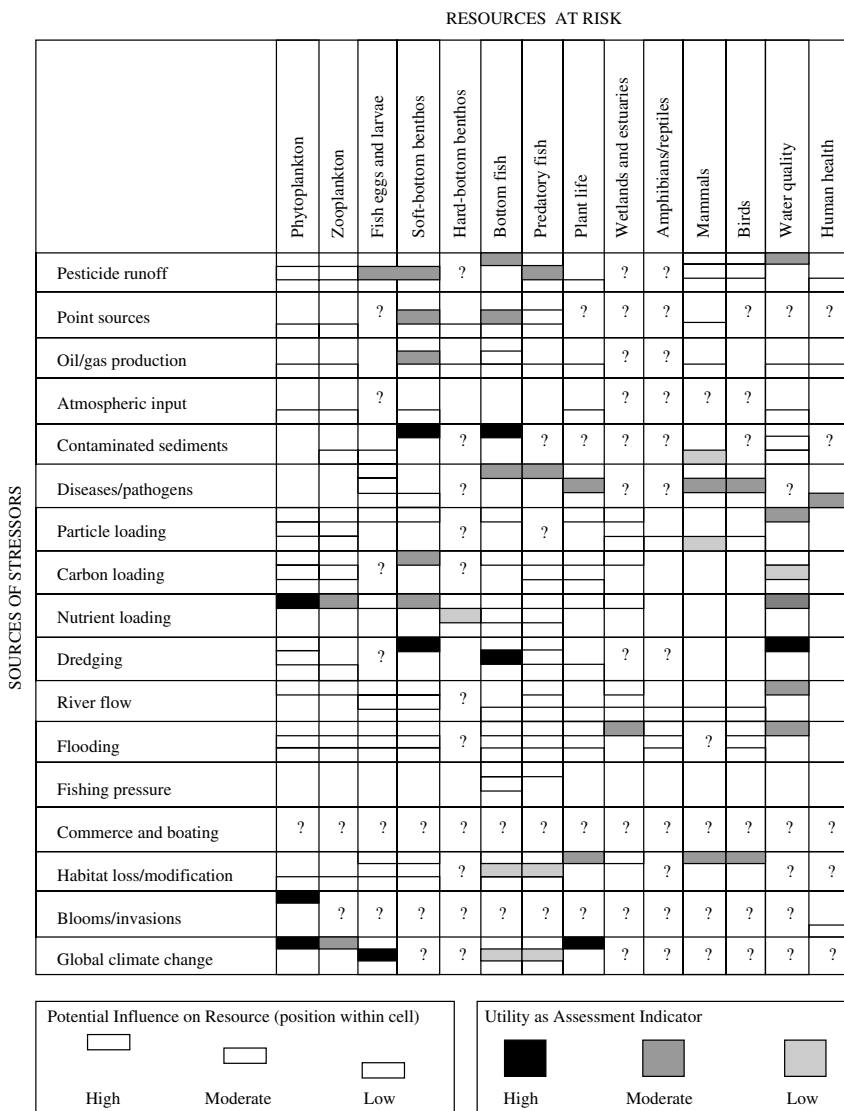 RESOURCES AT RISK
Phytoplankton
Zooplankton
Fish eggs and larvae
Soft-bottom benthos
Hard-bottom benthos
Bottom fish
Predatory fish
Plant life
Wetlands and estuaries
Amphibians/reptiles
Mammals
Birds
Water quality
Human health
SOURCES OF STRESSORS
Pesticide runoff ? ? ?
Point sources ? ? ? ? ? ? ?
Oil/gas production ? ?
Atmospheric input ? ? ? ? ?
Contaminated sediments ? ? ? ? ? ? ?
Diseases/pathogens ? ? ? ?
Particle loading ? ?
Carbon loading ? ?
Nutrient loading
Dredging ? ? ?
River flow ?
Flooding ? ?
Fishing pressure
Commerce and boating ? ? ? ? ? ? ? ? ? ? ? ? ? ?
Habitat loss/modification ? ? ? ?
Blooms/invasions ? ? ? ? ? ? ? ? ? ? ? ?
Global climate change ? ? ? ? ? ? ? ?
Potential Influence on Resource (position within cell)
High Moderate Low
Utility as Assessment Indicator
High Moderate Low